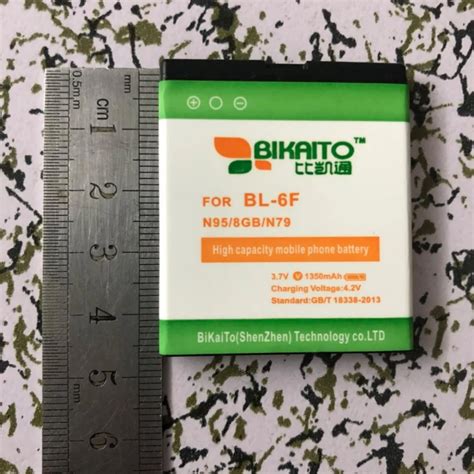 0.5mm
cm
1
2
3
4
5
6
BIKAITO™
比凯通
FOR BL-6F
N95/8GB/N79
High capacity mobile phone battery
3.7V 1350mAh
Charging Voltage:4.2V
Standard:GB/T 18338-2013
BiKaiTo(ShenZhen) Technology co.LTD